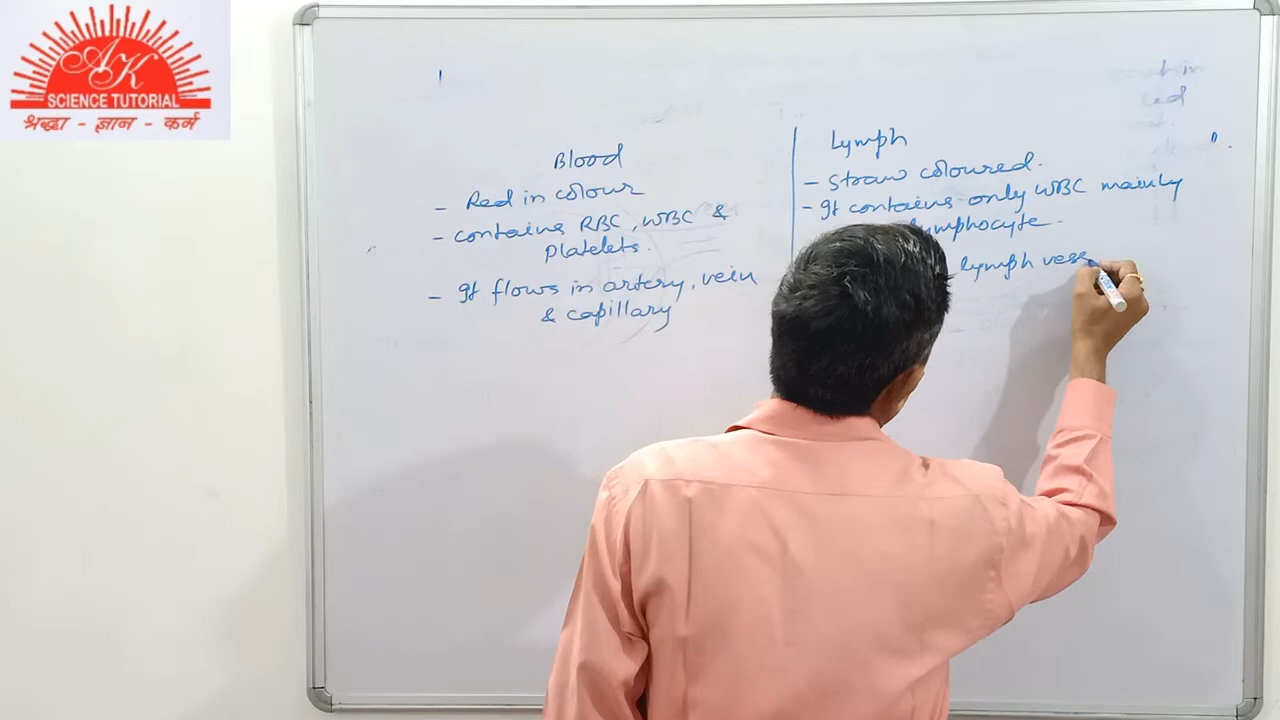 AK
SCIENCE TUTORIAL
श्रद्धा - ज्ञान - कर्म
Blood
- Red in colour
- contains RBC, WBC &
Platelets.
- It flows in artery, vein
& capillary
Lymph
- Straw coloured.
- It contains only WBC mainly
lymphocyte.
lymph vess